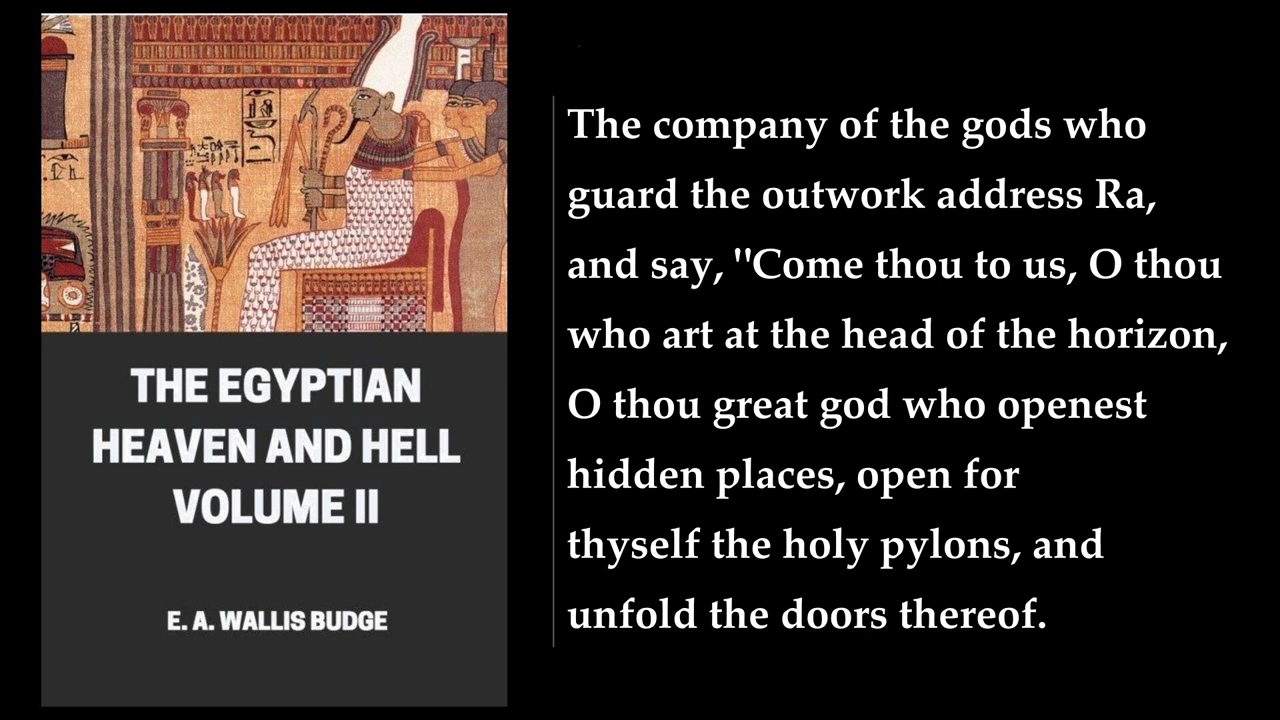 THE EGYPTIAN
HEAVEN AND HELL
VOLUME II
E. A. WALLIS BUDGE
The company of the gods who
guard the outwork address Ra,
and say, "Come thou to us, O thou
who art at the head of the horizon,
O thou great god who openest
hidden places, open for
thyself the holy pylons, and
unfold the doors thereof.